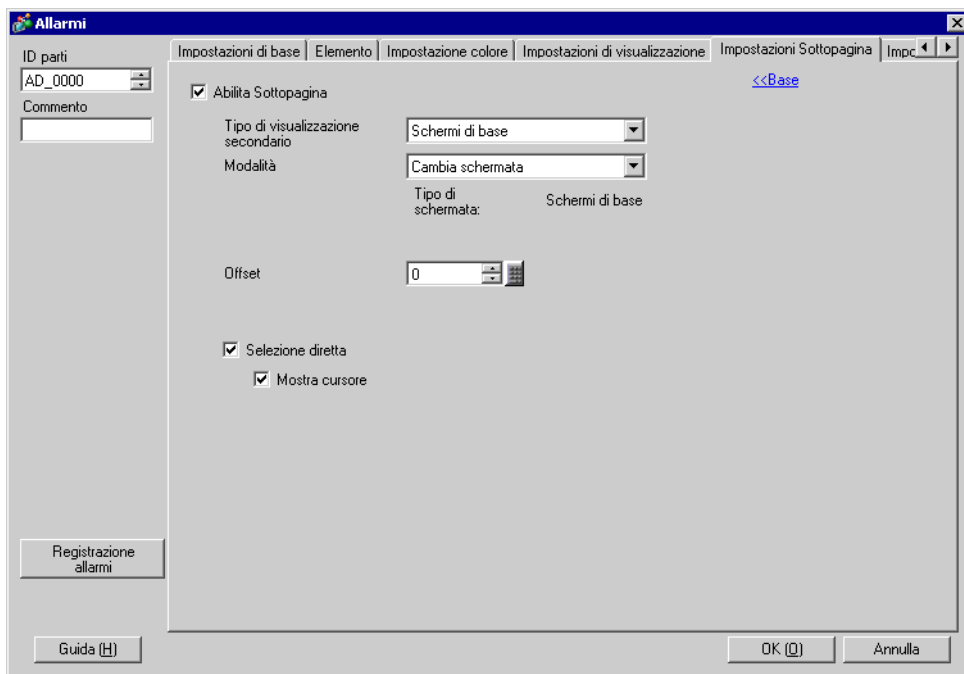 Allarmi
ID parti
AD_0000
Commento
Impostazioni di base
Elemento
Impostazione colore
Impostazioni di visualizzazione
Impostazioni Sottopagina
Impc
<<Base
Abilita Sottopagina
Tipo di visualizzazione
secondario
Schermi di base
Modalità
Cambia schermata
Tipo di
schermata:
Schermi di base
Offset
0
Selezione diretta
Mostra cursore
Registrazione
allarmi
Guida (H)
OK (O)
Annulla